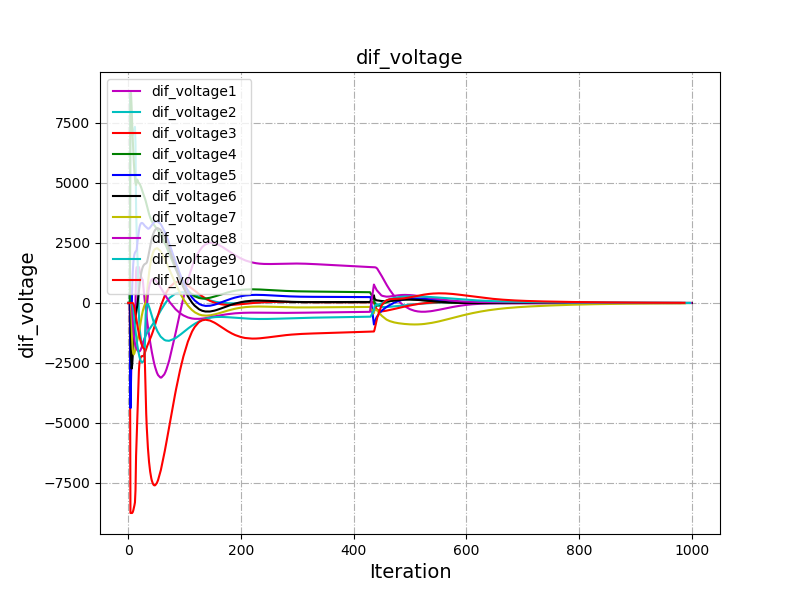 dif_voltage
dif_voltage
7500
5000
2500
0
−2500
−5000
−7500
dif_voltage1
dif_voltage2
dif_voltage3
dif_voltage4
dif_voltage5
dif_voltage6
dif_voltage7
dif_voltage8
dif_voltage9
dif_voltage10
0 200 400 600 800 1000
Iteration